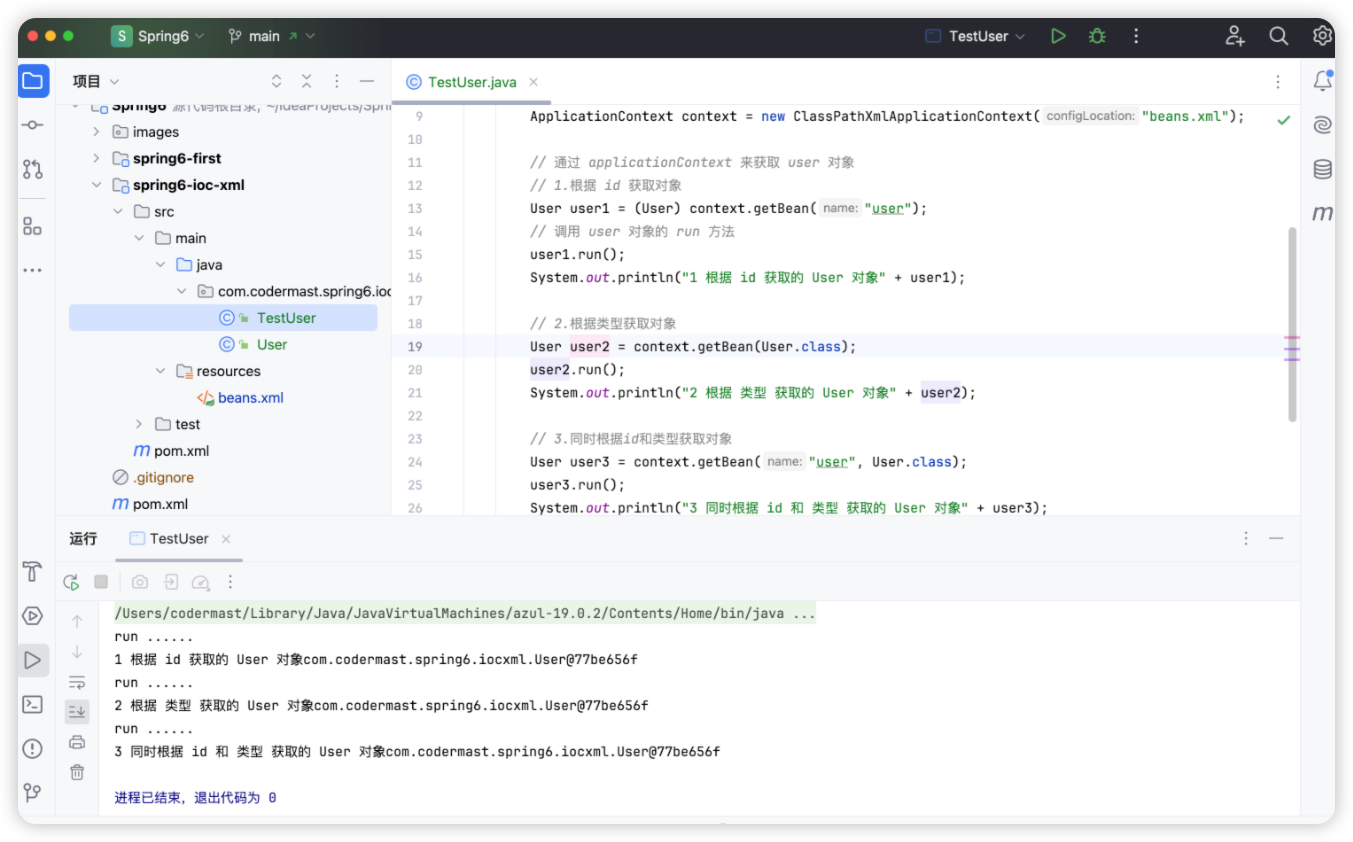 S Spring6 main TestUser
项目
TestUser.java
Spring6 源代码根目录, ~/IdeaProjects/Spri
images
spring6-first
spring6-ioc-xml
src
main
java
com.codermast.spring6.ioc
TestUser
User
resources
beans.xml
test
pom.xml
.gitignore
pom.xml
9 ApplicationContext context = new ClassPathXmlApplicationContext( configLocation: "beans.xml");
10
11 // 通过 applicationContext 来获取 user 对象
12 // 1.根据 id 获取对象
13 User user1 = (User) context.getBean( name: "user");
14 // 调用 user 对象的 run 方法
15 user1.run();
16 System.out.println("1 根据 id 获取的 User 对象" + user1);
17
18 // 2.根据类型获取对象
19 User user2 = context.getBean(User.class);
20 user2.run();
21 System.out.println("2 根据 类型 获取的 User 对象" + user2);
22
23 // 3.同时根据id和类型获取对象
24 User user3 = context.getBean( name: "user", User.class);
25 user3.run();
26 System.out.println("3 同时根据 id 和 类型 获取的 User 对象" + user3);
运行 TestUser
/Users/codermast/Library/Java/JavaVirtualMachines/azul-19.0.2/Contents/Home/bin/java ...
run ......
1 根据 id 获取的 User 对象com.codermast.spring6.iocxml.User@77be656f
run ......
2 根据 类型 获取的 User 对象com.codermast.spring6.iocxml.User@77be656f
run ......
3 同时根据 id 和 类型 获取的 User 对象com.codermast.spring6.iocxml.User@77be656f
进程已结束，退出代码为 0